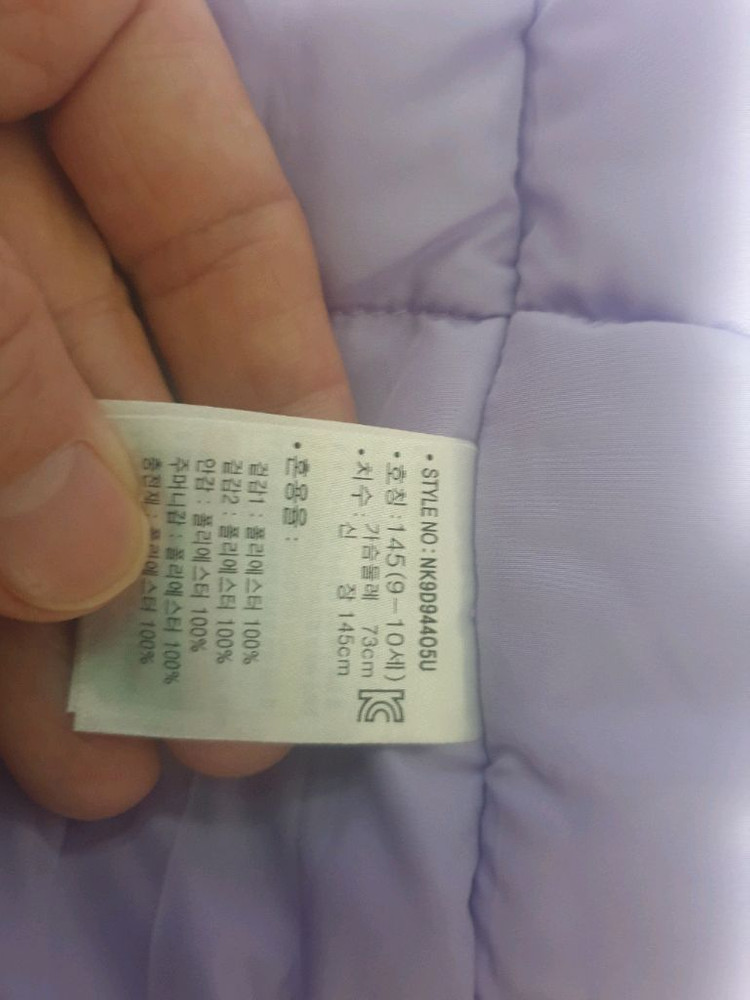 • STYLE NO : NK9D94405U
• 호칭 : 145(9-10세)
• 치수 : 가슴둘레 73cm
신 장 145cm
• 혼용율 :
겉감1 : 폴리에스터 100%
겉감2 : 폴리에스터 100%
안감 : 폴리에스터 100%
주머니감 : 폴리에스터 100%
충전재 : 폴리에스터 100%